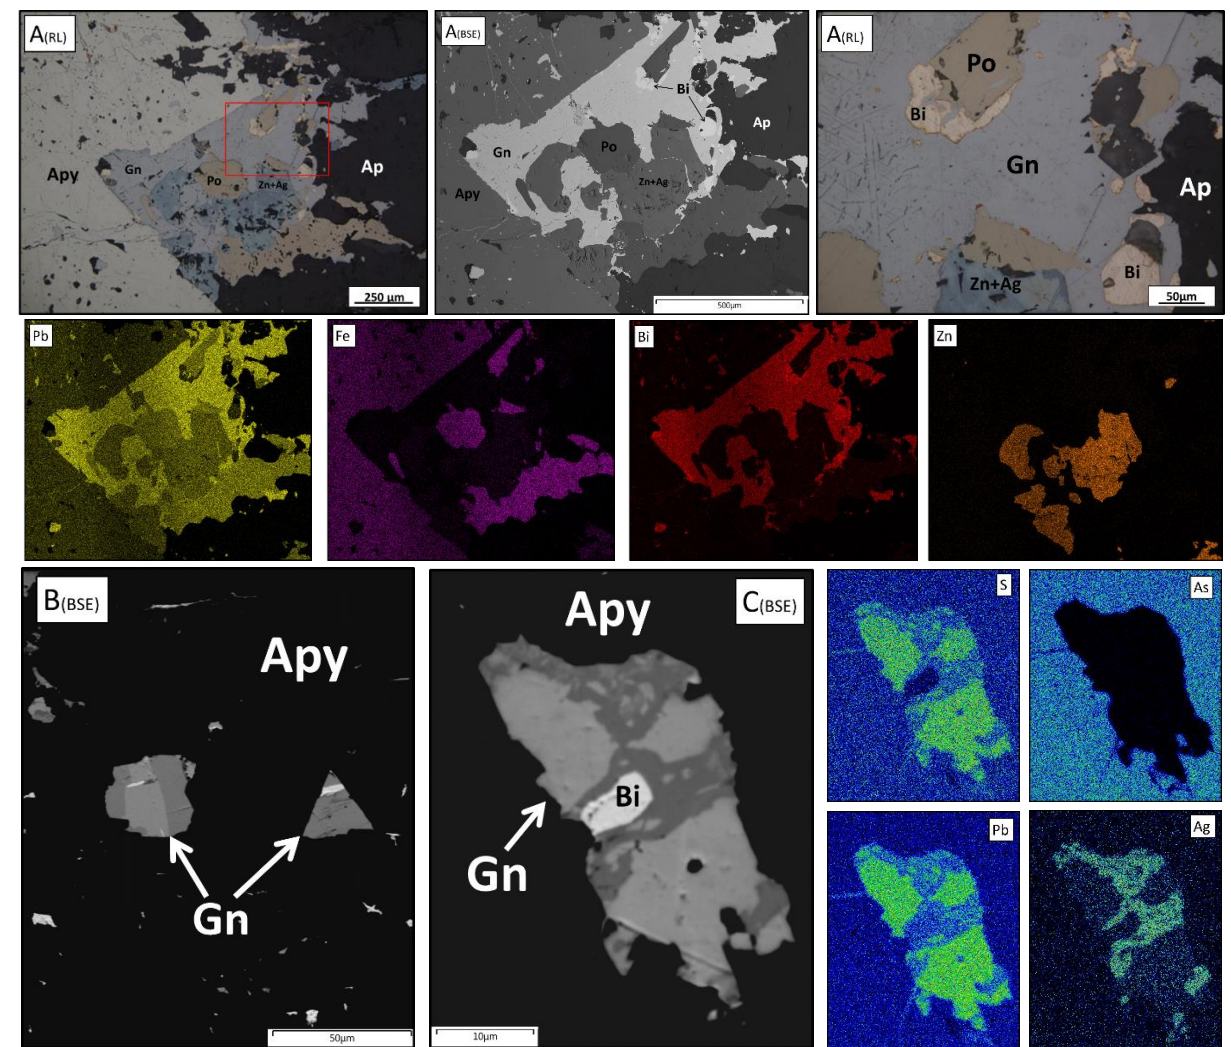 A(RL)
Apy
Gn
Po
Zn+Ag
Ap
250 µm
A(BSE)
Bi
Ap
Gn
Po
Apy
Zn+Ag
500µm
A(RL)
Po
Bi
Gn
Ap
Zn+Ag
Bi
50µm
Pb
Fe
Bi
Zn
B(BSE)
Apy
Gn
50µm
Apy
C(BSE)
Bi
Gn
10µm
S
As
Pb
Ag